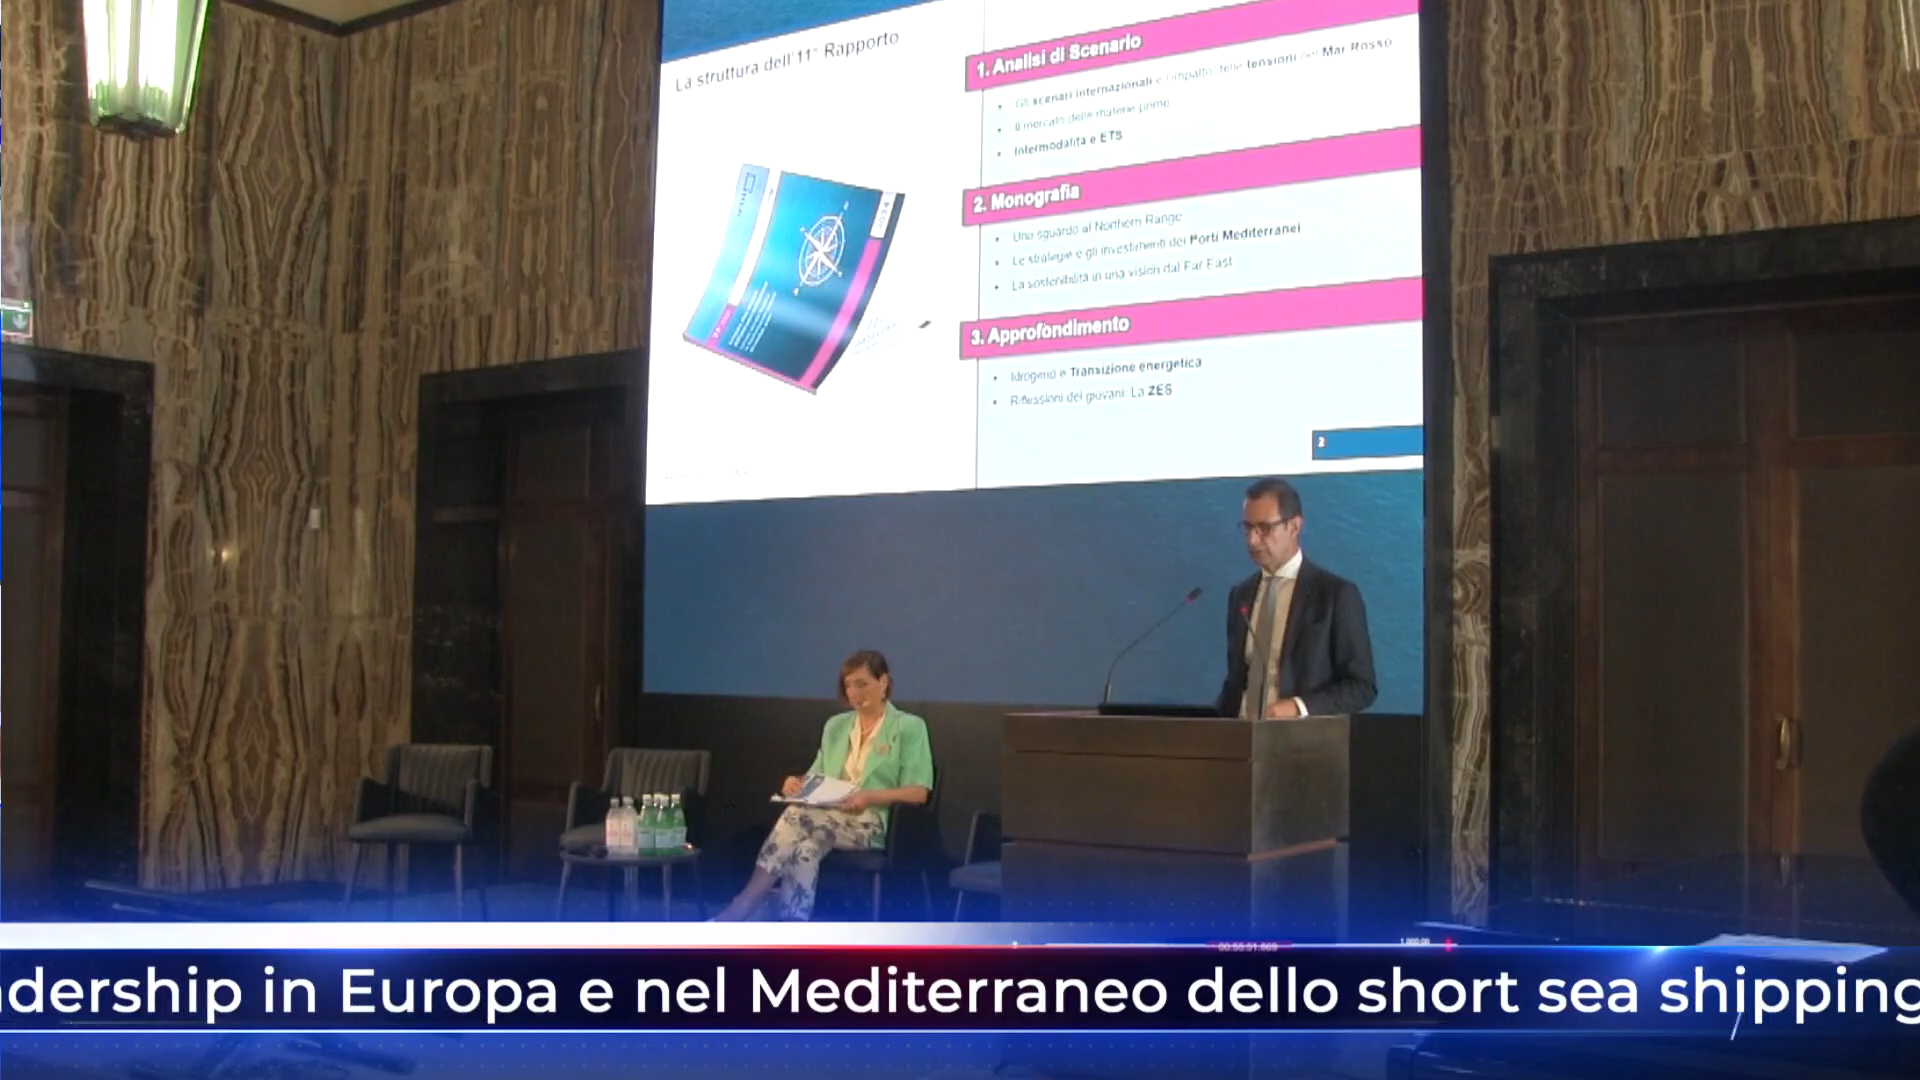 La struttura dell'11° Rapporto
1. Analisi di Scenario
Gli scenari internazionali e l'impatto delle tensioni nel Mar Rosso
Il mercato delle materie prime
Intermodalità e ETS
2. Monografia
Uno sguardo al Northern Range
Le strategie e gli investimenti dei Porti Mediterranei
La sostenibilità in una vision dal Far East
3. Approfondimento
Idrogeno e Transizione energetica
Riflessioni dei giovani: La ZES
2
dership in Europa e nel Mediterraneo dello short sea shipping